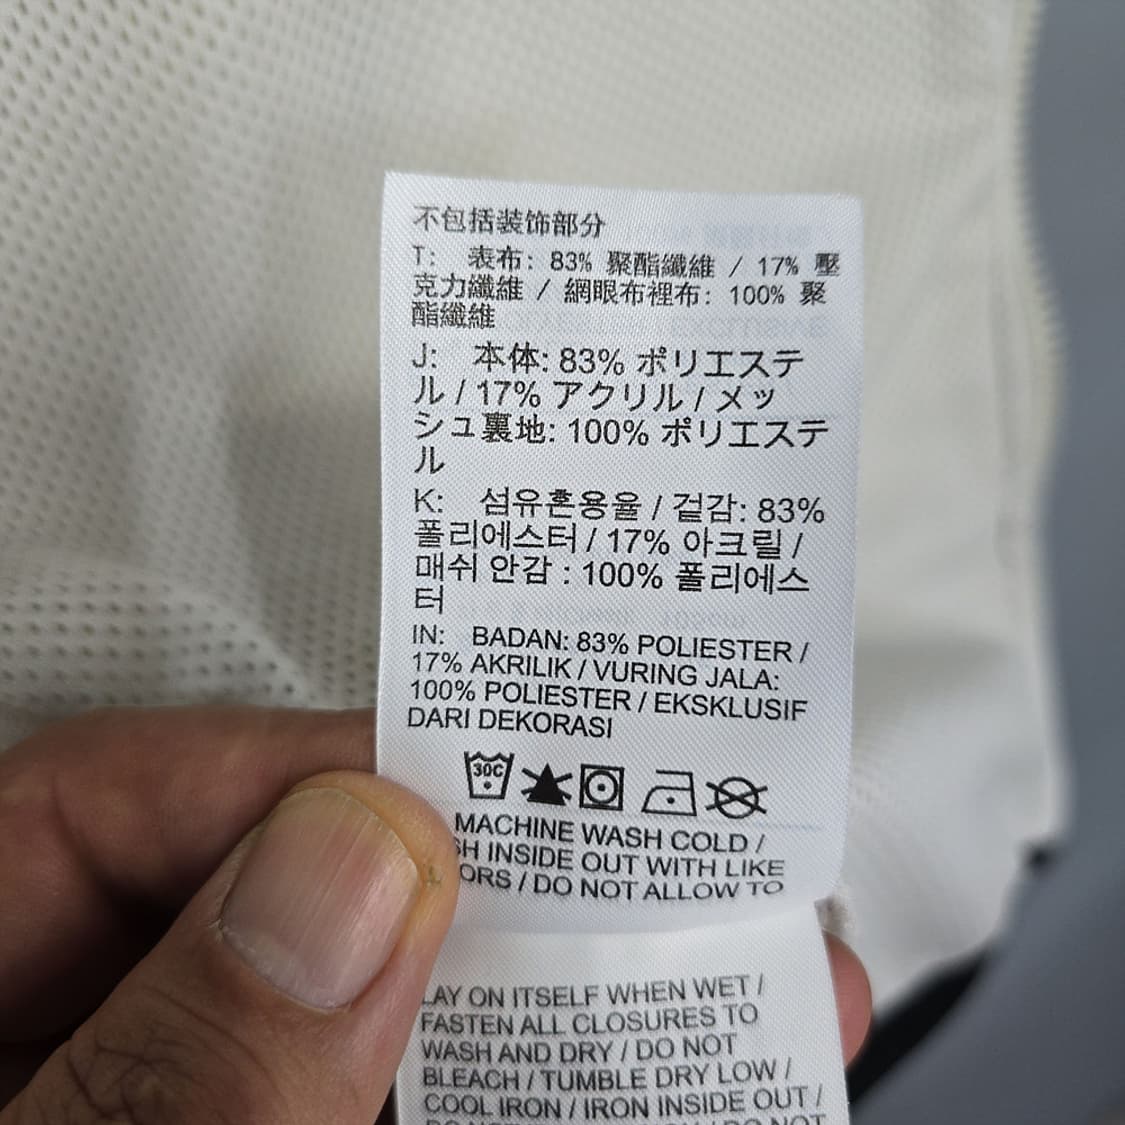 不包括装饰部分
T: 表布: 83% 聚酯纖維 / 17% 壓
克力纖維 / 網眼布裡布: 100% 聚
酯纖維
J: 本体: 83% ポリエステ
ル / 17% アクリル / メッ
シュ裏地: 100% ポリエステ
ル
K: 섬유혼용율 / 겉감: 83%
폴리에스터 / 17% 아크릴 /
매쉬 안감 : 100% 폴리에스
터
IN: BADAN: 83% POLIESTER /
17% AKRILIK / VURING JALA:
100% POLIESTER / EKSKLUSIF
DARI DEKORASI
30C
MACHINE WASH COLD /
INSIDE OUT WITH LIKE
/ DO NOT ALLOW TO
LAY ON ITSELF WHEN WET /
FASTEN ALL CLOSURES TO
WASH AND DRY / DO NOT
BLEACH / TUMBLE DRY LOW /
COOL IRON / IRON INSIDE OUT /